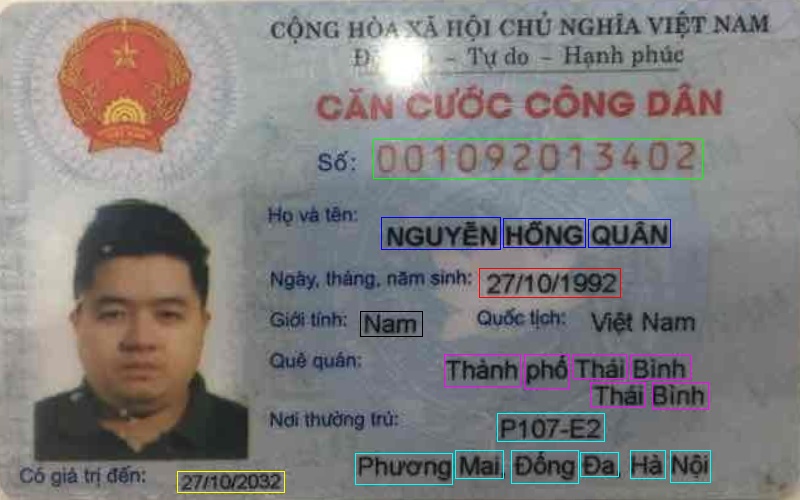 CỘNG HÒA XÃ HỘI CHỦ NGHĨA VIỆT NAM
– Tự do – Hạnh phúc
CĂN CƯỚC CÔNG DÂN
Số: 001092013402
Họ và tên: NGUYỄN HỒNG QUÂN
Ngày, tháng, năm sinh: 27/10/1992
Giới tính: Nam Quốc tịch: Việt Nam
Quê quán: Thành phố Thái Bình
Thái Bình
Nơi thường trú: P107-E2
Phương Mai, Đống Đa, Hà Nội
Có giá trị đến: 27/10/2032